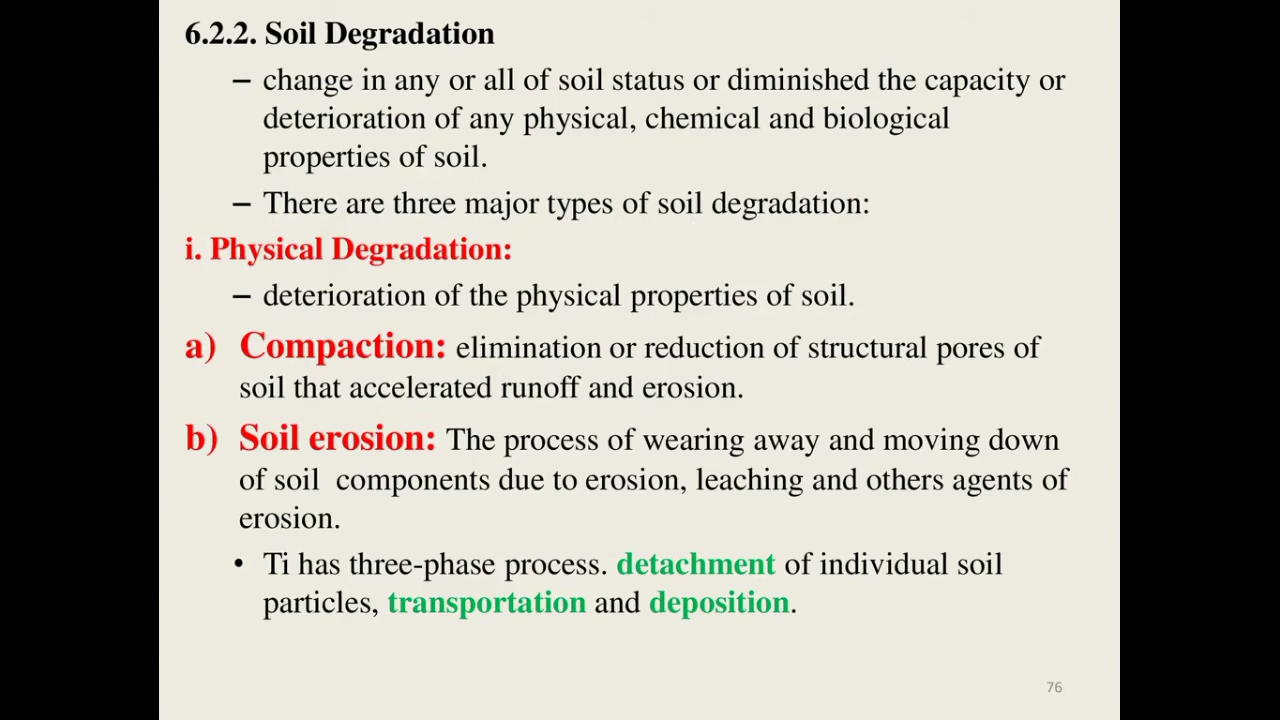 6.2.2. Soil Degradation
– change in any or all of soil status or diminished the capacity or
deterioration of any physical, chemical and biological
properties of soil.
– There are three major types of soil degradation:
i. Physical Degradation:
– deterioration of the physical properties of soil.
a) Compaction: elimination or reduction of structural pores of
soil that accelerated runoff and erosion.
b) Soil erosion: The process of wearing away and moving down
of soil  components due to erosion, leaching and others agents of
erosion.
• Ti has three-phase process. detachment of individual soil
particles, transportation and deposition.
76